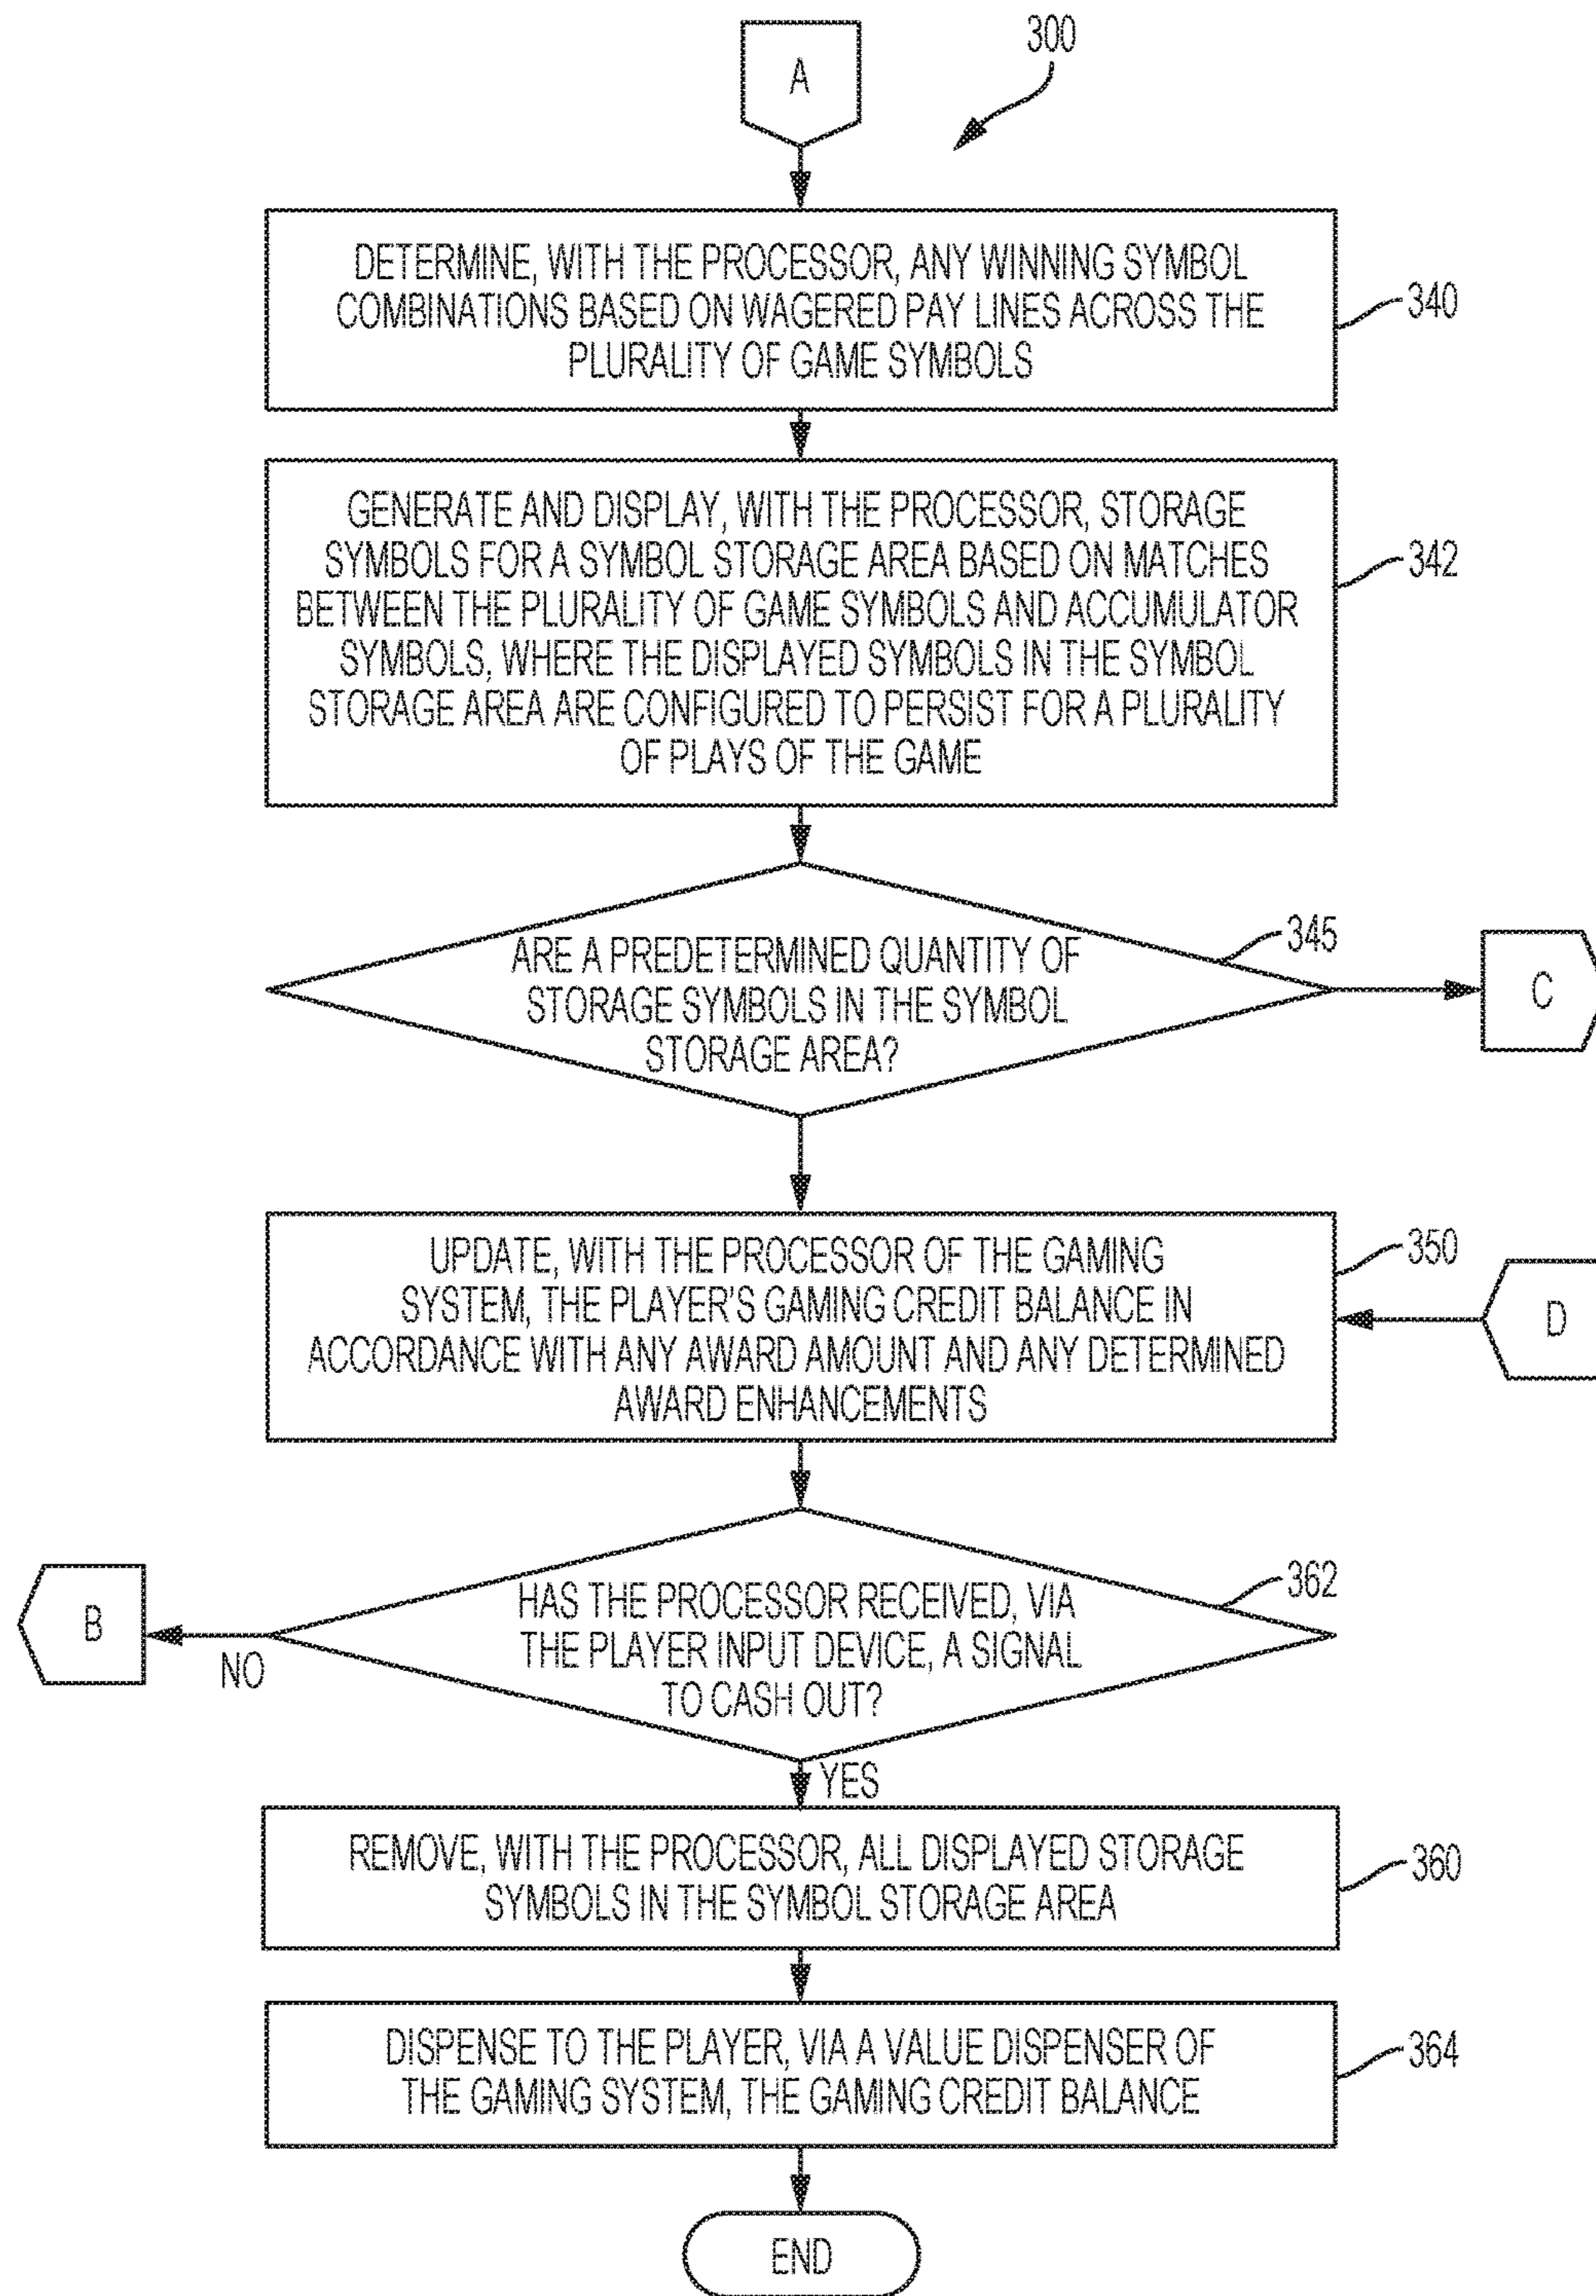 A
300
DETERMINE, WITH THE PROCESSOR, ANY WINNING SYMBOL
COMBINATIONS BASED ON WAGERED PAY LINES ACROSS THE
PLURALITY OF GAME SYMBOLS
340
GENERATE AND DISPLAY, WITH THE PROCESSOR, STORAGE
SYMBOLS FOR A SYMBOL STORAGE AREA BASED ON MATCHES
BETWEEN THE PLURALITY OF GAME SYMBOLS AND ACCUMULATOR
SYMBOLS, WHERE THE DISPLAYED SYMBOLS IN THE SYMBOL
STORAGE AREA ARE CONFIGURED TO PERSIST FOR A PLURALITY
OF PLAYS OF THE GAME
342
ARE A PREDETERMINED QUANTITY OF
STORAGE SYMBOLS IN THE SYMBOL
STORAGE AREA?
345
C
UPDATE, WITH THE PROCESSOR OF THE GAMING
SYSTEM, THE PLAYER'S GAMING CREDIT BALANCE IN
ACCORDANCE WITH ANY AWARD AMOUNT AND ANY DETERMINED
AWARD ENHANCEMENTS
350
D
HAS THE PROCESSOR RECEIVED, VIA
THE PLAYER INPUT DEVICE, A SIGNAL
TO CASH OUT?
362
B
NO
YES
REMOVE, WITH THE PROCESSOR, ALL DISPLAYED STORAGE
SYMBOLS IN THE SYMBOL STORAGE AREA
360
DISPENSE TO THE PLAYER, VIA A VALUE DISPENSER OF
THE GAMING SYSTEM, THE GAMING CREDIT BALANCE
364
END